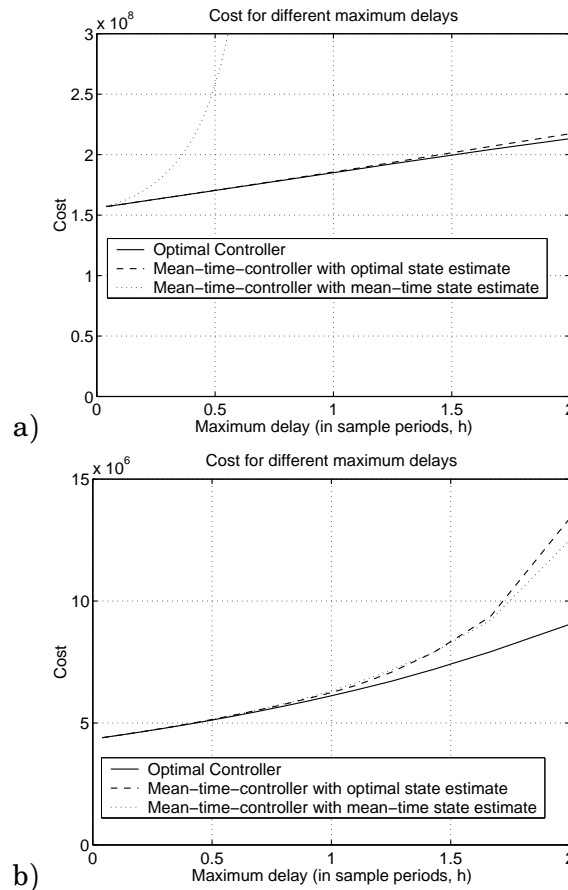 Cost for different maximum delays
3 x 10^8
2.5
2
1.5
1
0.5
0
Cost
Optimal Controller
Mean−time−controller with optimal state estimate
Mean−time−controller with mean−time state estimate
0 0.5 1 1.5 2
Maximum delay (in sample periods, h)
a)
Cost for different maximum delays
15 x 10^6
10
5
0
Cost
Optimal Controller
Mean−time−controller with optimal state estimate
Mean−time−controller with mean−time state estimate
0 0.5 1 1.5 2
Maximum delay (in sample periods, h)
b)